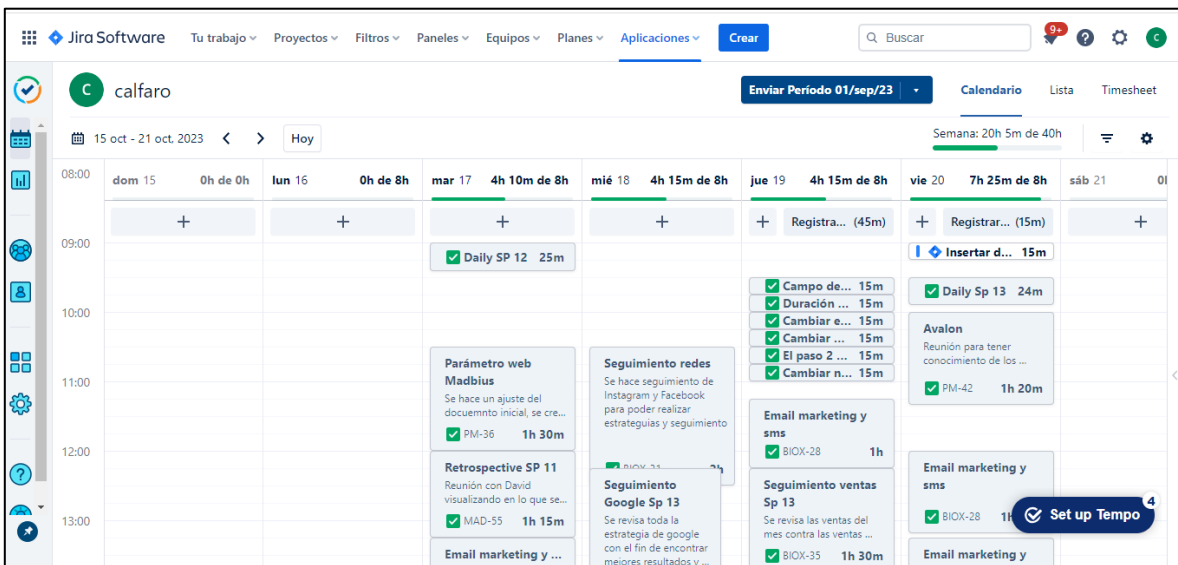 Jira Software Tu trabajo Proyectos Filtros Paneles Equipos Planes Aplicaciones Crear Buscar 9+ C
C calfaro Enviar Período 01/sep/23 Calendario Lista Timesheet
15 oct - 21 oct, 2023 Hoy Semana: 20h 5m de 40h
dom 15 0h de 0h lun 16 0h de 8h mar 17 4h 10m de 8h mié 18 4h 15m de 8h jue 19 4h 15m de 8h vie 20 7h 25m de 8h sáb 21
08:00
09:00
10:00
11:00
12:00
13:00
+
+
+
Daily SP 12 25m
Parámetro web
Madbius
Se hace un ajuste del
docuemnto inicial, se cre...
PM-36 1h 30m
Retrospective SP 11
Reunión con David
visualizando en lo que se...
MAD-55 1h 15m
Email marketing y ...
+
Seguimiento redes
Se hace seguimiento de
Instagram y Facebook
para poder realizar
estrateguias y seguimiento
Seguimiento
Google Sp 13
Se revisa toda la
estrategia de google
con el fin de encontrar
mejores resultados y ...
+ Registra... (45m)
Campo de... 15m
Duración ... 15m
Cambiar e... 15m
Cambiar ... 15m
El paso 2 ... 15m
Cambiar n... 15m
Email marketing y
sms
BIOX-28 1h
Seguimiento ventas
Sp 13
Se revisa las ventas del
mes contra las ventas ...
BIOX-35 1h 30m
+ Registrar... (15m)
Insertar d... 15m
Daily Sp 13 24m
Avalon
Reunión para tener
conocimiento de los ...
PM-42 1h 20m
Email marketing y
sms
BIOX-28
Email marketing y
+
Set up Tempo 4